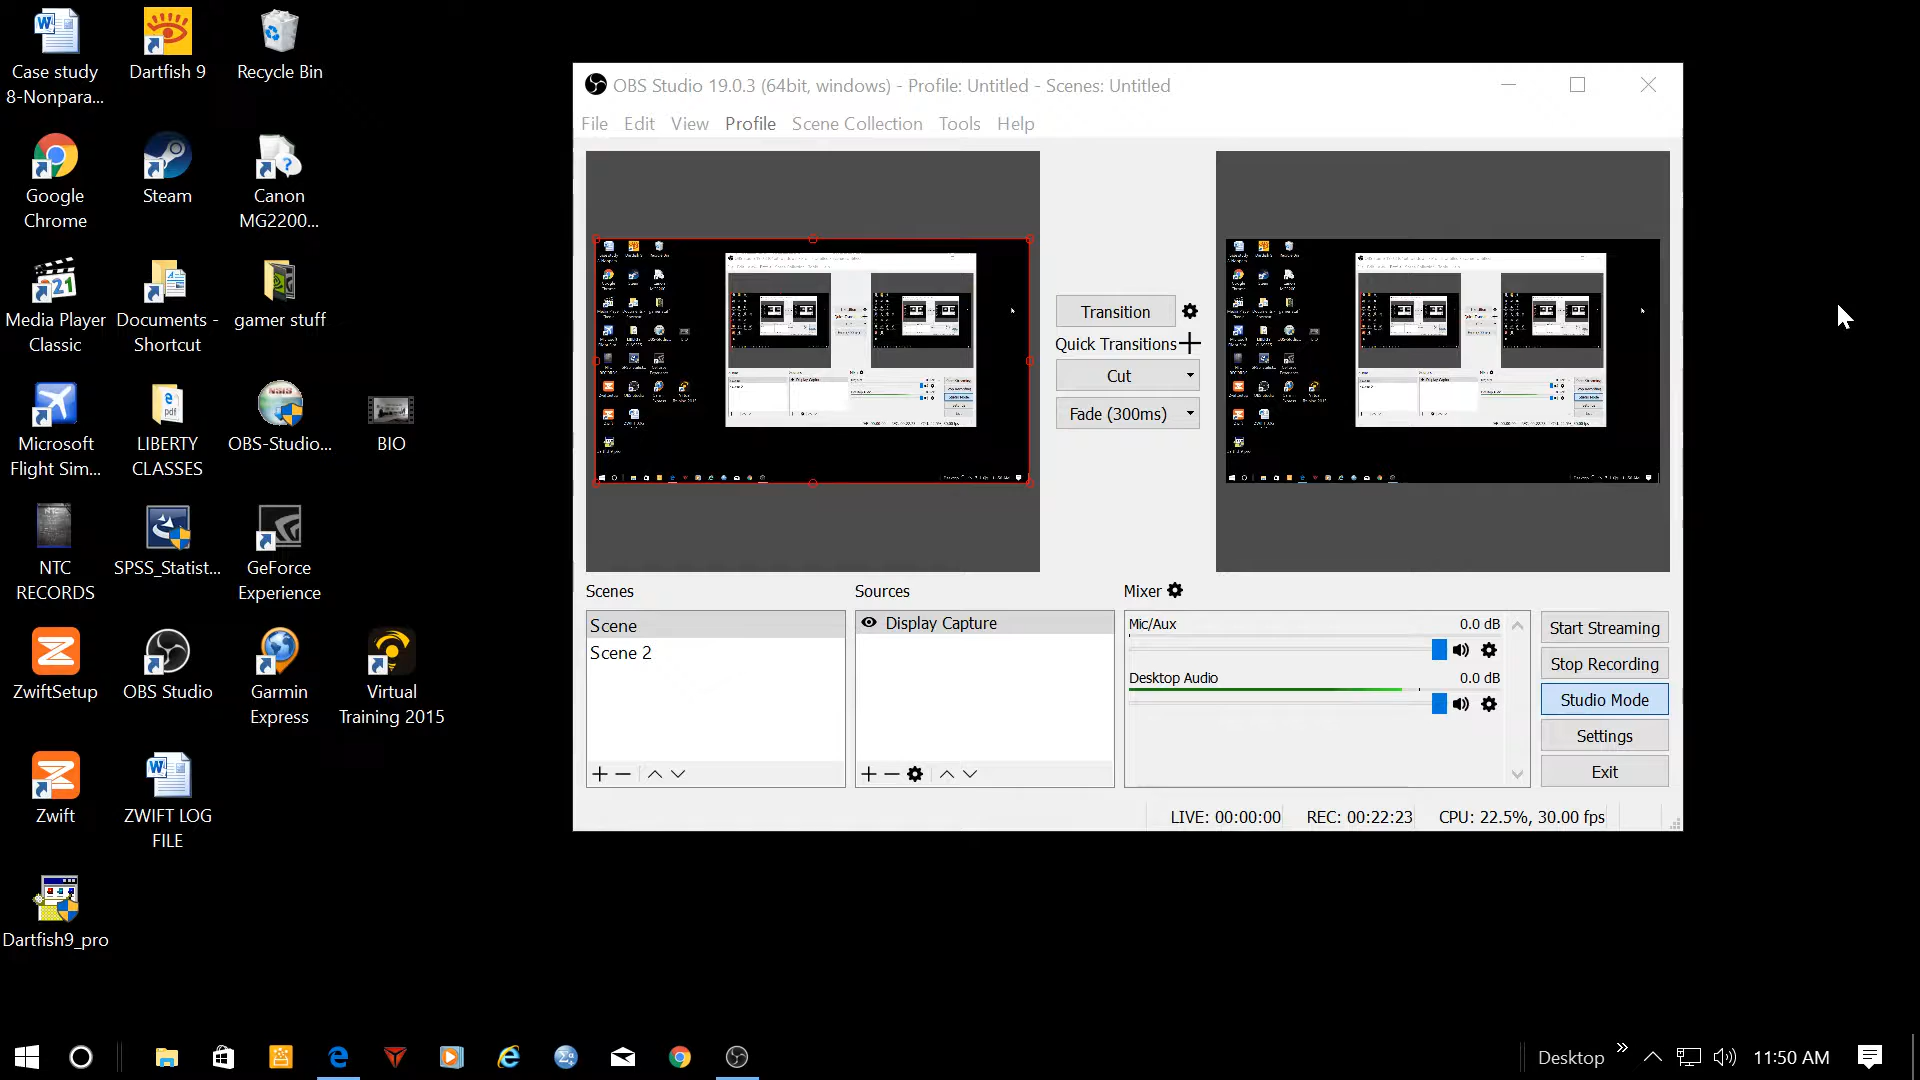 Case study
8-Nonpara...
Dartfish 9
Recycle Bin
Google
Chrome
Steam
Canon
MG2200...
Media Player
Classic
Documents -
Shortcut
gamer stuff
Microsoft
Flight Sim...
LIBERTY
CLASSES
OBS-Studio...
BIO
NTC
RECORDS
SPSS_Statist...
GeForce
Experience
ZwiftSetup
OBS Studio
Garmin
Express
Virtual
Training 2015
Zwift
ZWIFT LOG
FILE
Dartfish9_pro
OBS Studio 19.0.3 (64bit, windows) - Profile: Untitled - Scenes: Untitled
File Edit View Profile Scene Collection Tools Help
Transition
Quick Transitions
Cut
Fade (300ms)
Scenes
Scene
Scene 2
Sources
Display Capture
Mixer
Mic/Aux 0.0 dB
Desktop Audio 0.0 dB
Start Streaming
Stop Recording
Studio Mode
Settings
Exit
LIVE: 00:00:00 REC: 00:22:23 CPU: 22.5%, 30.00 fps
Desktop 11:50 AM